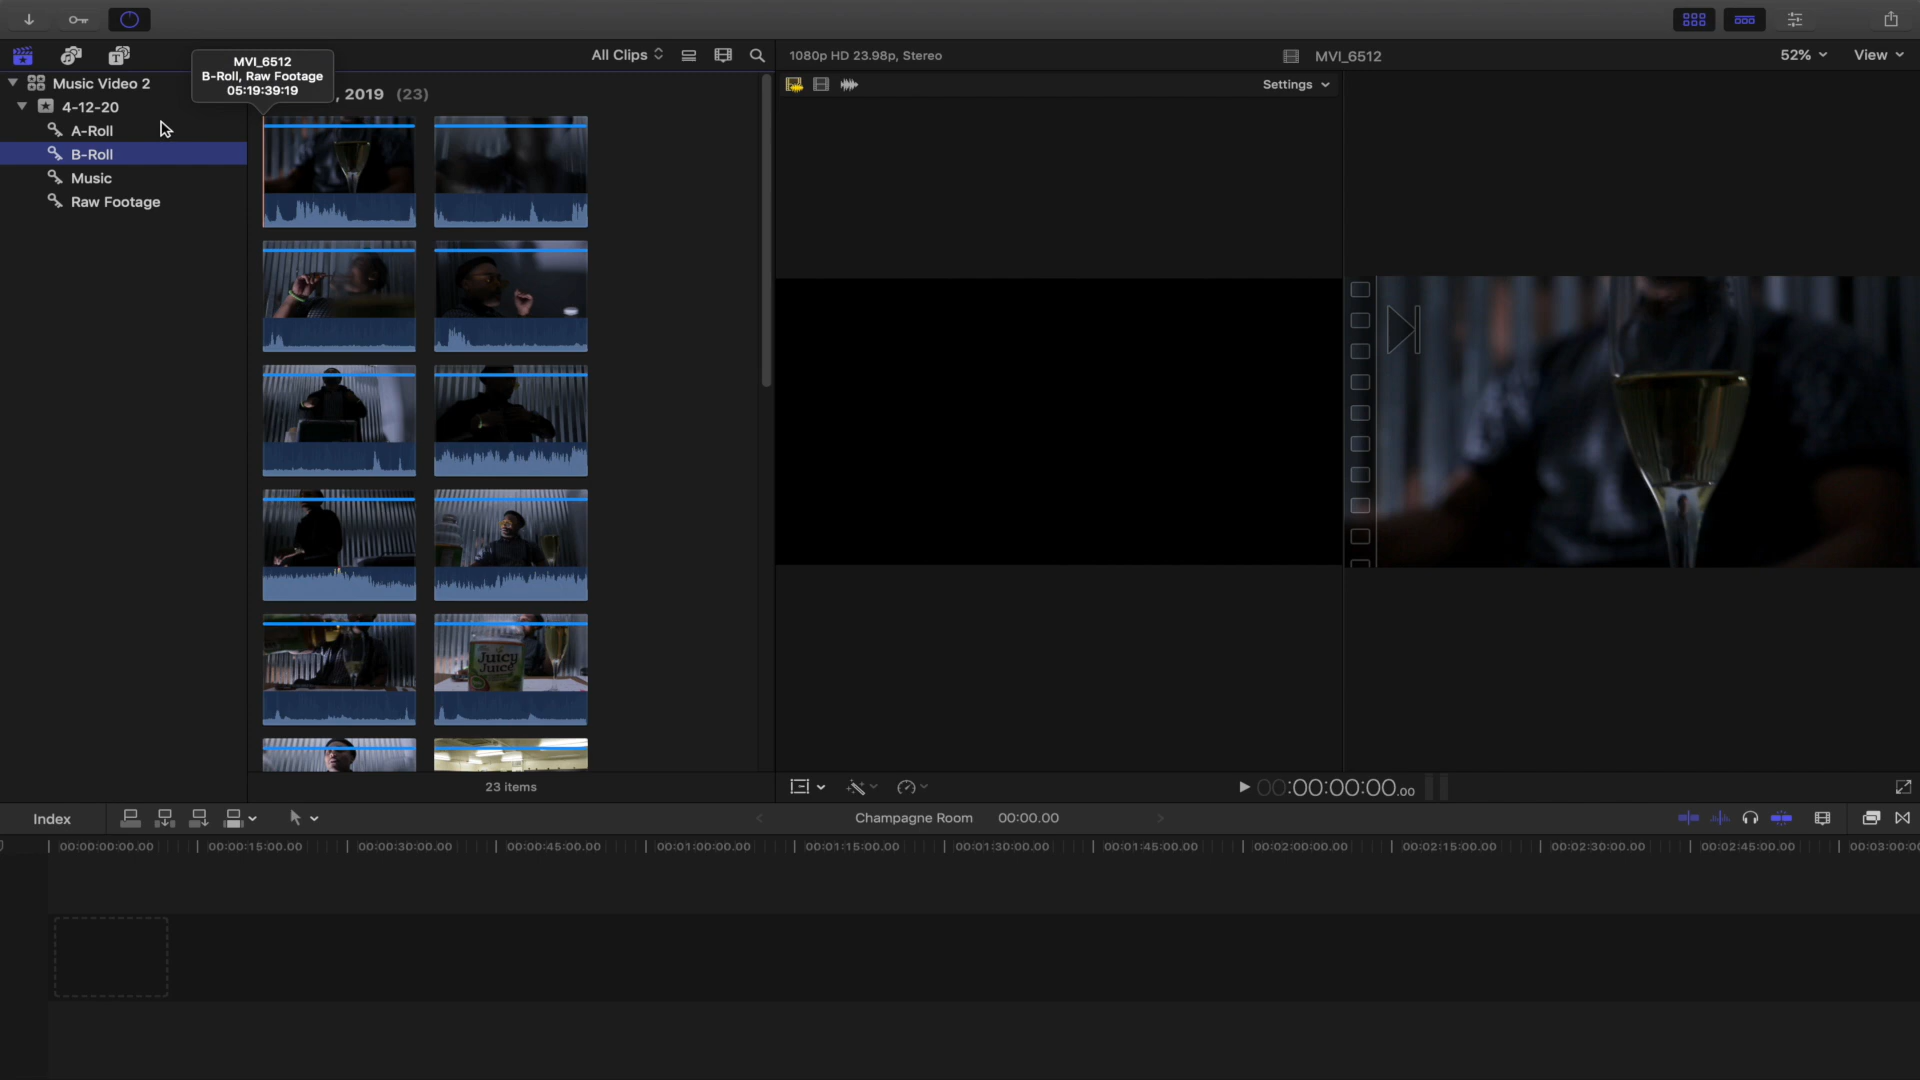 All Clips
1080p HD 23.98p, Stereo
MVI_6512
52%
View
MVI_6512
B-Roll, Raw Footage
05:19:39:19
Music Video 2
Settings
, 2019 (23)
4-12-20
A-Roll
B-Roll
Music
Raw Footage
Juicy
Juice
23 items
00:00:00:00.00
Index
Champagne Room
00:00.00
00:00:00:00.00
00:00:15:00.00
00:00:30:00.00
00:00:45:00.00
00:01:00:00.00
00:01:15:00.00
00:01:30:00.00
00:01:45:00.00
00:02:00:00.00
00:02:15:00.00
00:02:30:00.00
00:02:45:00.00
00:03:00:0